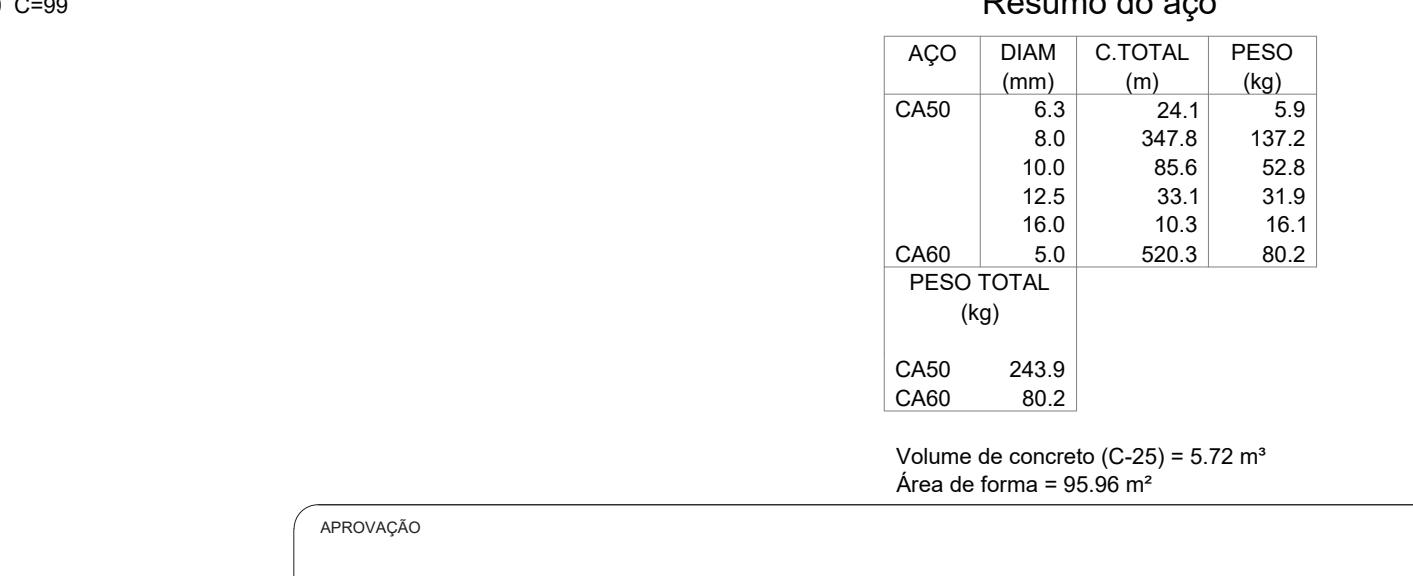 C=99
Resumo do aço
AÇO DIAM C.TOTAL PESO
(mm) (m) (kg)
CA50 6.3 24.1 5.9
8.0 347.8 137.2
10.0 85.6 52.8
12.5 33.1 31.9
16.0 10.3 16.1
CA60 5.0 520.3 80.2
PESO TOTAL
(kg)
CA50 243.9
CA60 80.2
Volume de concreto (C-25) = 5.72 m³
Área de forma = 95.96 m²
APROVAÇÃO